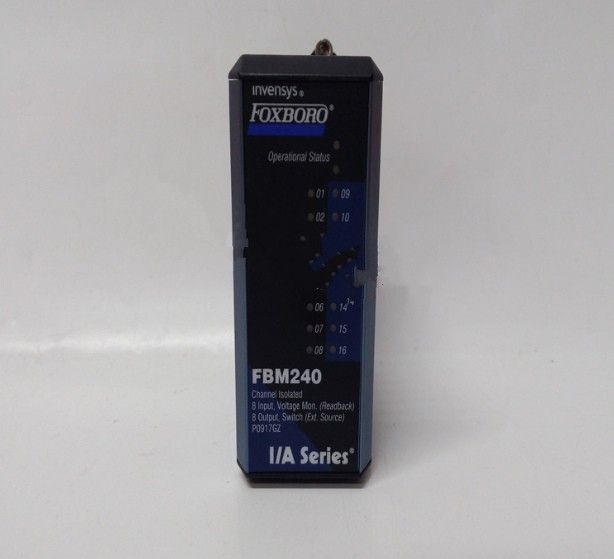 invensys®
FOXBORO®
Operational Status
01 09
02 10
06 14
07 15
08 16
FBM240
Channel Isolated
8 Input, Voltage Mon. (Readback)
8 Output, Switch (Ext. Source)
P0917GZ
I/A Series®